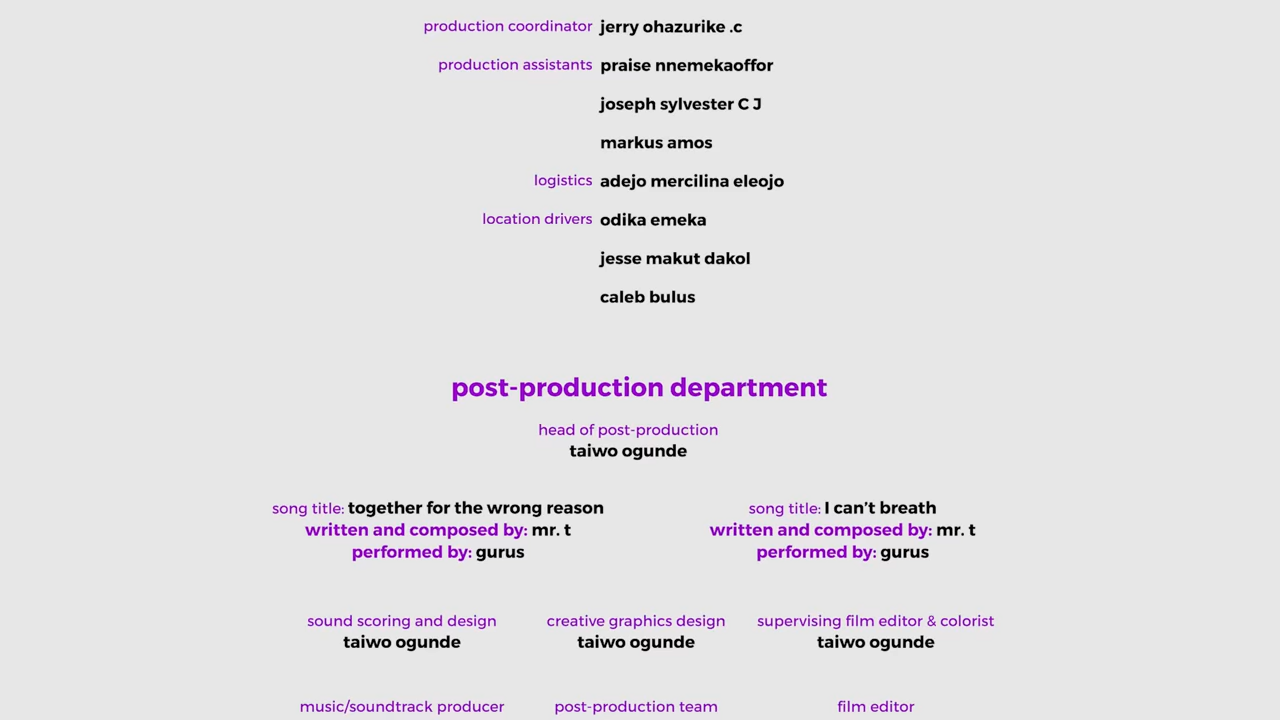 production coordinator jerry ohazurike .c
production assistants praise nnemekaoffor
joseph sylvester C J
markus amos
logistics adejo mercilina eleojo
location drivers odika emeka
jesse makut dakol
caleb bulus
post-production department
head of post-production
taiwo ogunde
song title: together for the wrong reason
written and composed by: mr. t
performed by: gurus
song title: I can't breath
written and composed by: mr. t
performed by: gurus
sound scoring and design
taiwo ogunde
creative graphics design
taiwo ogunde
supervising film editor & colorist
taiwo ogunde
music/soundtrack producer
post-production team
film editor